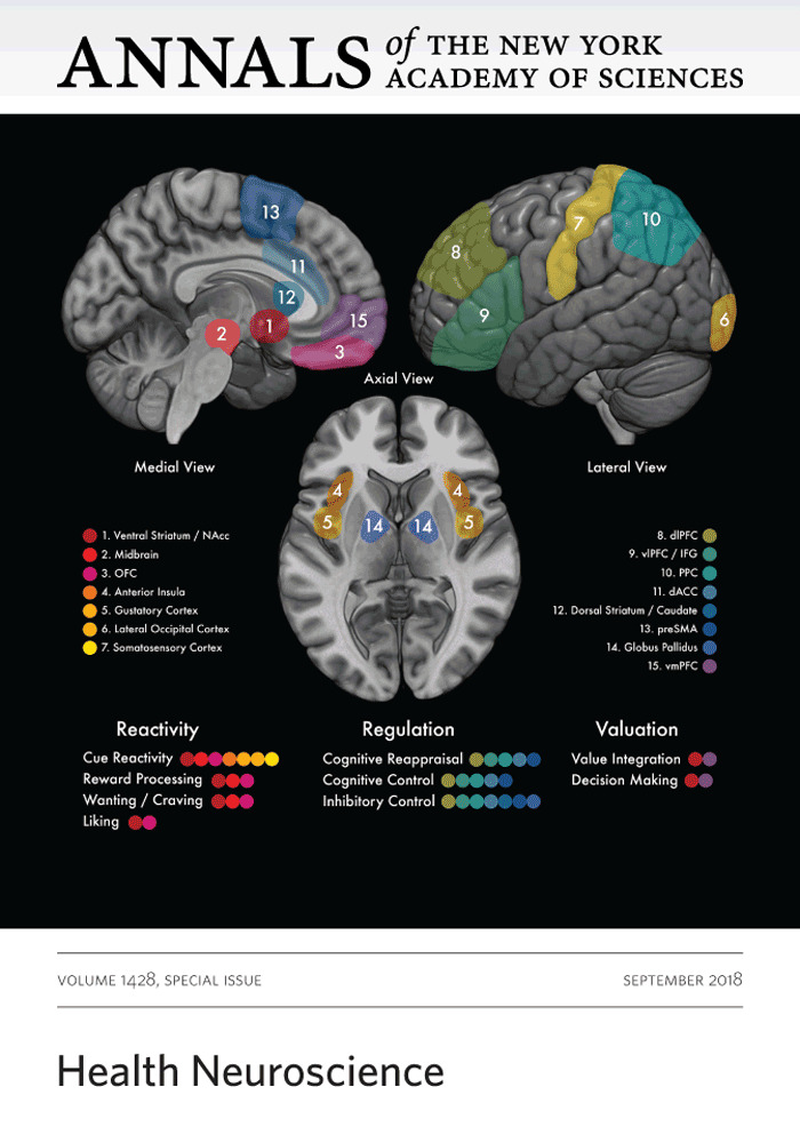 ANNALS of THE NEW YORK
ACADEMY OF SCIENCES
13
11
12
1
2
15
3
8
7
10
9
6
Axial View
Medial View
Lateral View
4
4
5
5
14
14
1. Ventral Striatum / NAcc
2. Midbrain
3. OFC
4. Anterior Insula
5. Gustatory Cortex
6. Lateral Occipital Cortex
7. Somatosensory Cortex
8. dlPFC
9. vlPFC / IFG
10. PPC
11. dACC
12. Dorsal Striatum / Caudate
13. preSMA
14. Globus Pallidus
15. vmPFC
Reactivity
Cue Reactivity
Reward Processing
Wanting / Craving
Liking
Regulation
Cognitive Reappraisal
Cognitive Control
Inhibitory Control
Valuation
Value Integration
Decision Making
VOLUME 1428, SPECIAL ISSUE
SEPTEMBER 2018
Health Neuroscience